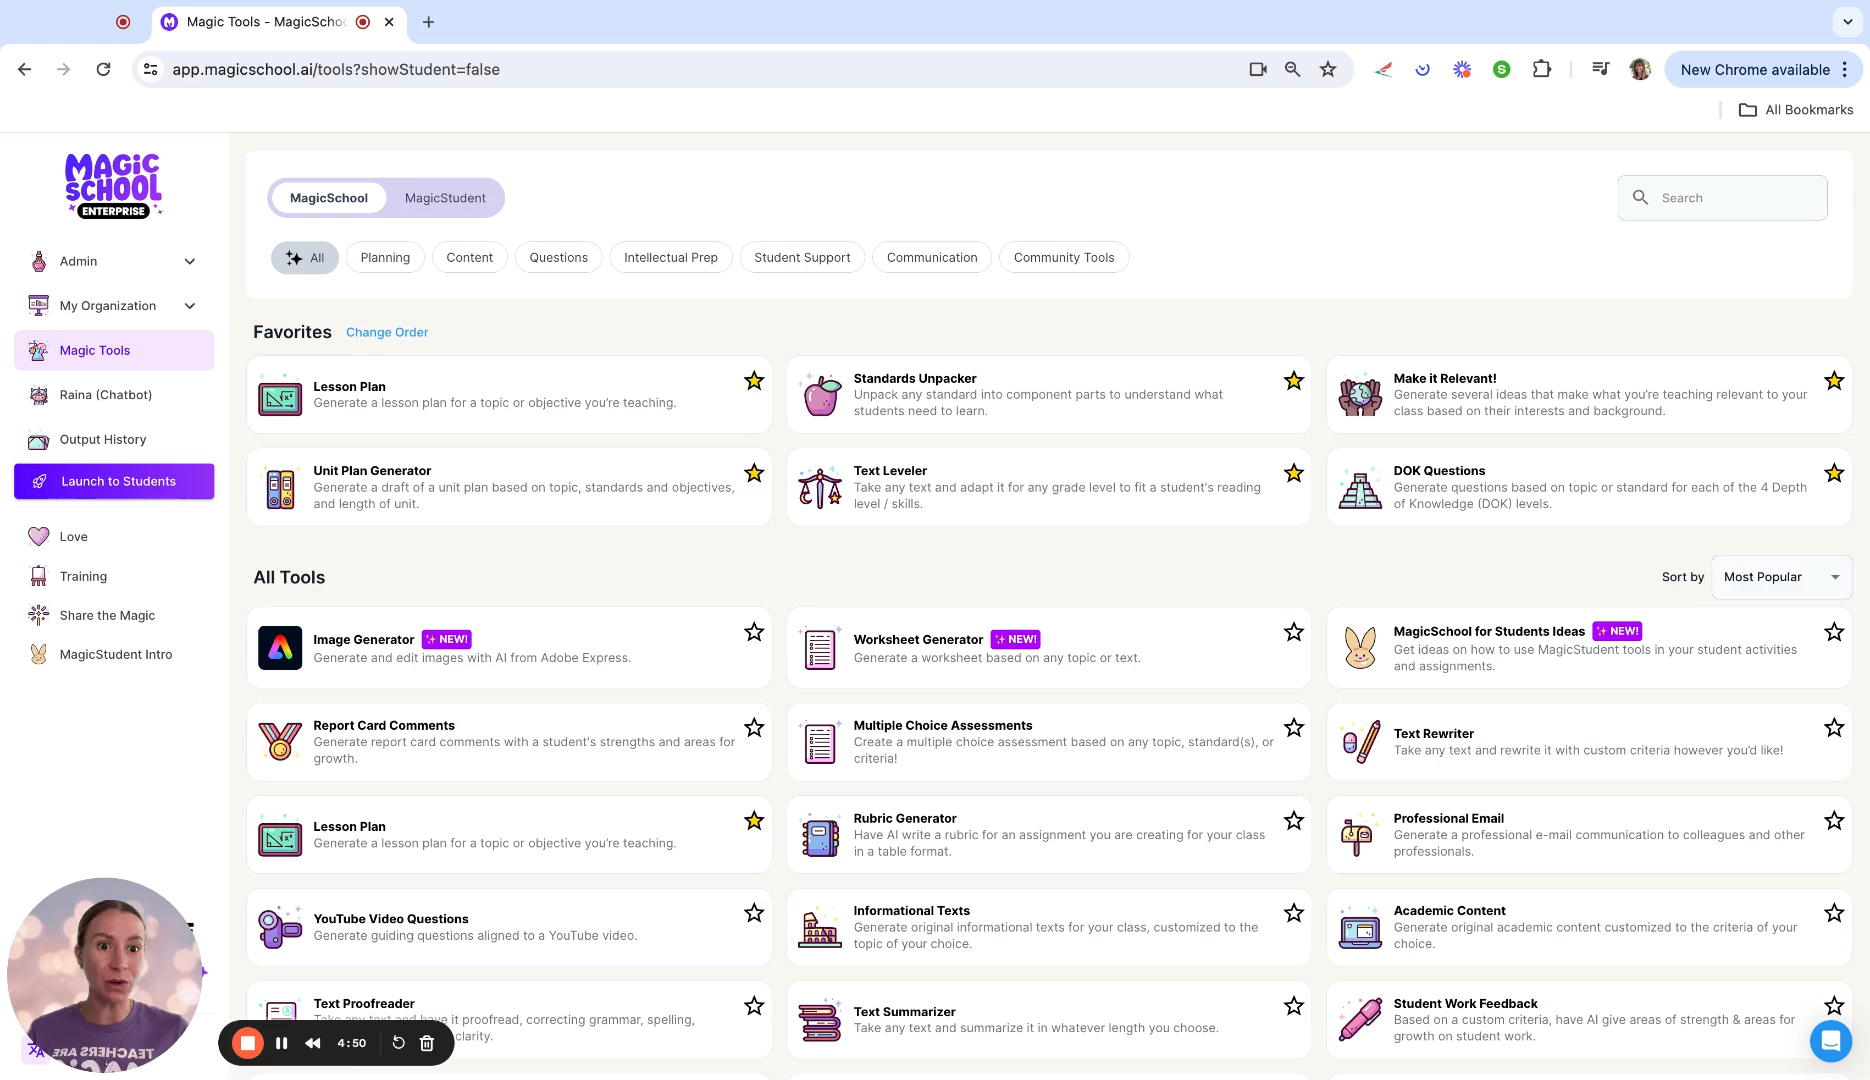 Magic Tools - MagicSchoo
app.magicschool.ai/tools?showStudent=false
New Chrome available
All Bookmarks
MAGIC
SCHOOL
ENTERPRISE
Admin
My Organization
Magic Tools
Raina (Chatbot)
Output History
Launch to Students
Love
Training
Share the Magic
MagicStudent Intro
MagicSchool
MagicStudent
Search
All
Planning
Content
Questions
Intellectual Prep
Student Support
Communication
Community Tools
Favorites
Change Order
Lesson Plan
Generate a lesson plan for a topic or objective you’re teaching.
Standards Unpacker
Unpack any standard into component parts to understand what
students need to learn.
Make it Relevant!
Generate several ideas that make what you’re teaching relevant to your
class based on their interests and background.
Unit Plan Generator
Generate a draft of a unit plan based on topic, standards and objectives,
and length of unit.
Text Leveler
Take any text and adapt it for any grade level to fit a student's reading
level / skills.
DOK Questions
Generate questions based on topic or standard for each of the 4 Depth
of Knowledge (DOK) levels.
All Tools
Sort by
Most Popular
Image Generator NEW!
Generate and edit images with AI from Adobe Express.
Worksheet Generator NEW!
Generate a worksheet based on any topic or text.
MagicSchool for Students Ideas NEW!
Get ideas on how to use MagicStudent tools in your student activities
and assignments.
Report Card Comments
Generate report card comments with a student's strengths and areas for
growth.
Multiple Choice Assessments
Create a multiple choice assessment based on any topic, standard(s), or
criteria!
Text Rewriter
Take any text and rewrite it with custom criteria however you’d like!
Lesson Plan
Generate a lesson plan for a topic or objective you’re teaching.
Rubric Generator
Have AI write a rubric for an assignment you are creating for your class
in a table format.
Professional Email
Generate a professional e-mail communication to colleagues and other
professionals.
YouTube Video Questions
Generate guiding questions aligned to a YouTube video.
Informational Texts
Generate original informational texts for your class, customized to the
topic of your choice.
Academic Content
Generate original academic content customized to the criteria of your
choice.
Text Proofreader
Take any text and have it proofread, correcting grammar, spelling,
clarity.
Text Summarizer
Take any text and summarize it in whatever length you choose.
Student Work Feedback
Based on a custom criteria, have AI give areas of strength & areas for
growth on student work.
TEACHERS ARE
MAGIC
4:50